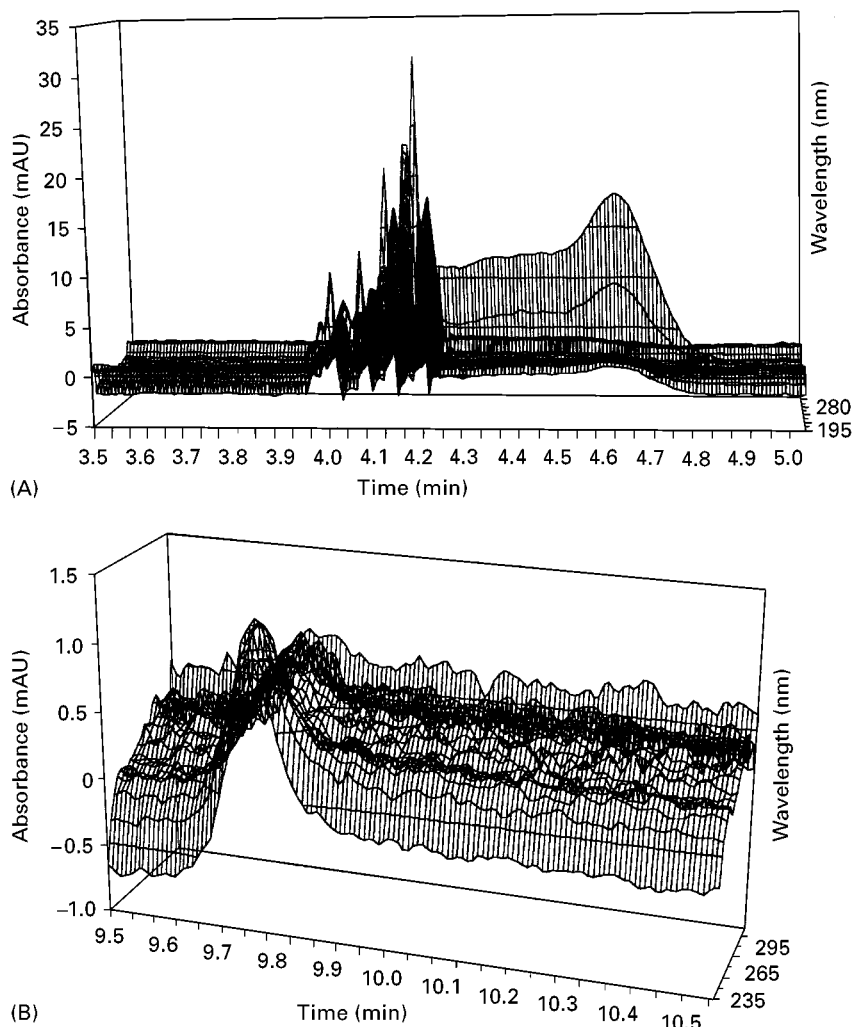 35
30
25
20
15
10
5
0
−5
Absorbance (mAU)
Wavelength (nm)
280
195
3.5 3.6 3.7 3.8 3.9 4.0 4.1 4.2 4.3 4.4 4.5 4.6 4.7 4.8 4.9 5.0
(A)
Time (min)
1.5
1.0
0.5
0
−0.5
−1.0
Absorbance (mAU)
Wavelength (nm)
295
265
235
9.5 9.6 9.7 9.8 9.9 10.0 10.1 10.2 10.3 10.4 10.5
(B)
Time (min)